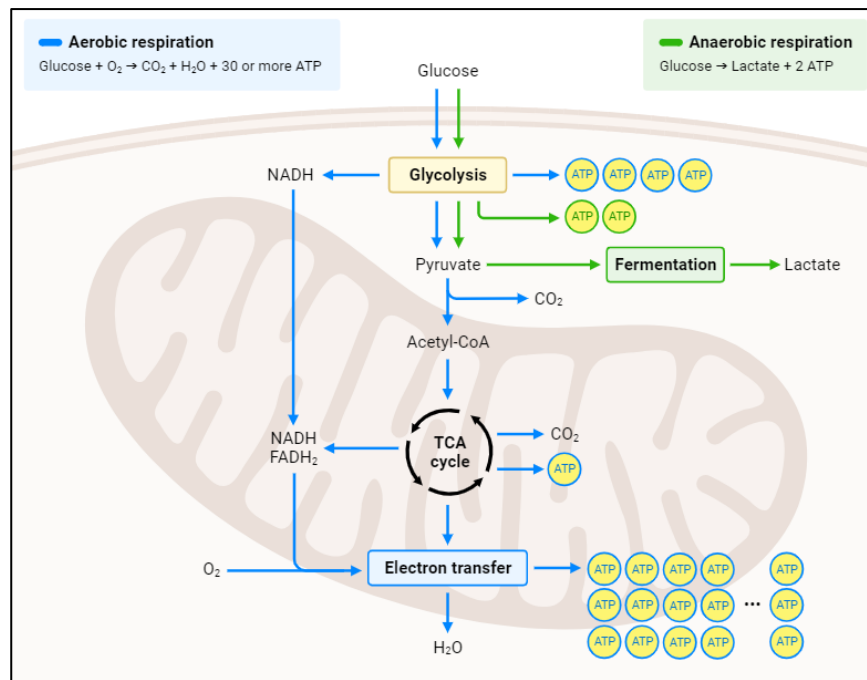 Aerobic respiration
Glucose + O₂ → CO₂ + H₂O + 30 or more ATP
Anaerobic respiration
Glucose → Lactate + 2 ATP
Glucose
NADH
Glycolysis
ATP ATP ATP ATP
ATP ATP
Pyruvate
Fermentation
Lactate
CO₂
Acetyl-CoA
NADH
FADH₂
TCA
cycle
CO₂
ATP
O₂
Electron transfer
ATP ATP ATP ATP ATP
ATP ATP ATP ATP ... ATP
ATP ATP ATP ATP ATP
H₂O